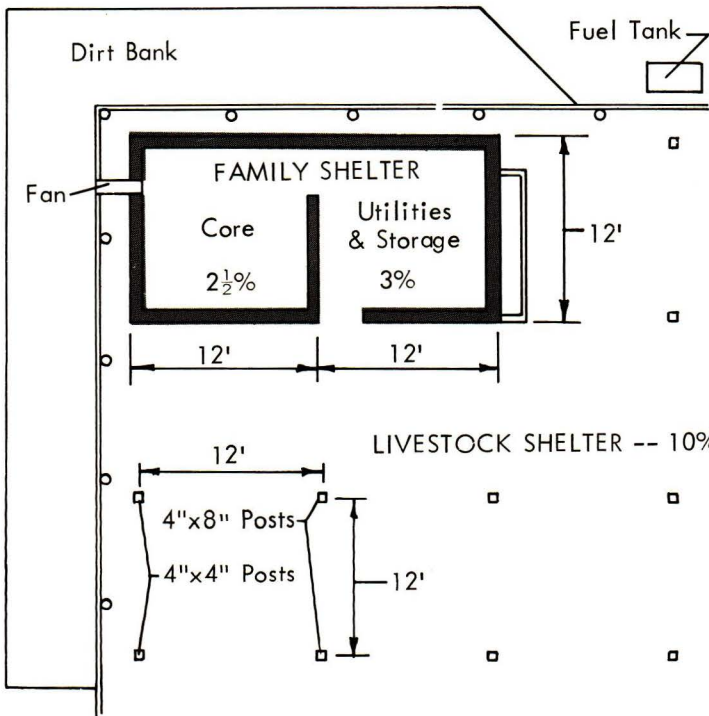 Dirt Bank
Fuel Tank
Fan
FAMILY SHELTER
Core
2½%
Utilities
& Storage
3%
12'
12'
12'
LIVESTOCK SHELTER -- 10%
12'
4"x8" Posts
4"x4" Posts
12'